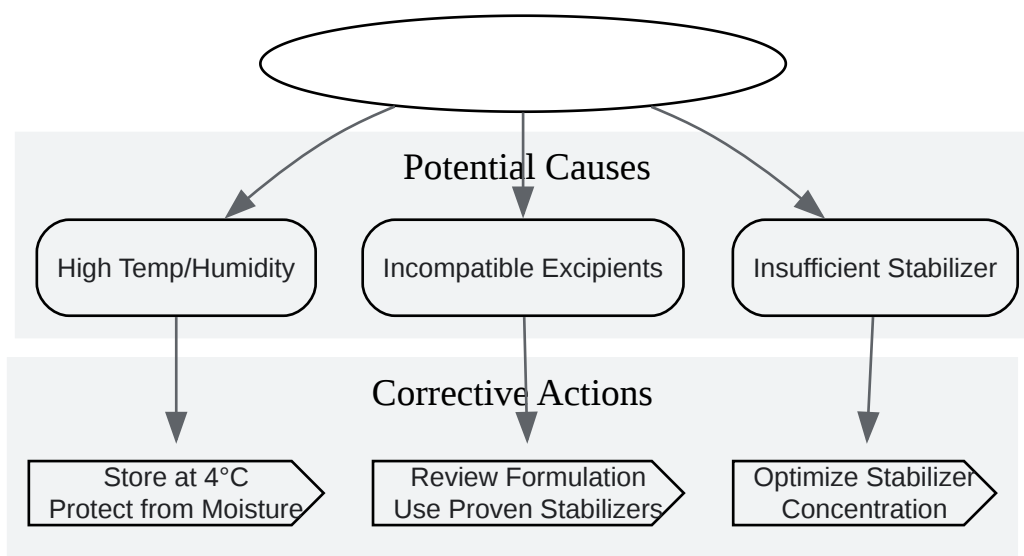 Potential Causes
High Temp/Humidity
Incompatible Excipients
Insufficient Stabilizer
Corrective Actions
Store at 4°C
Protect from Moisture
Review Formulation
Use Proven Stabilizers
Optimize Stabilizer
Concentration